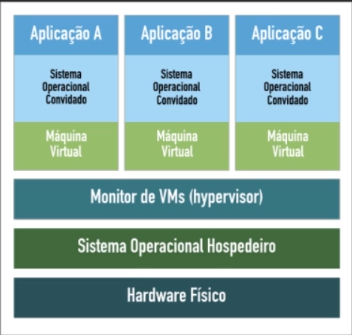 Aplicação A
Aplicação B
Aplicação C
Sistema
Operacional
Convidado
Sistema
Operacional
Convidado
Sistema
Operacional
Convidado
Máquina
Virtual
Máquina
Virtual
Máquina
Virtual
Monitor de VMs (hypervisor)
Sistema Operacional Hospedeiro
Hardware Físico